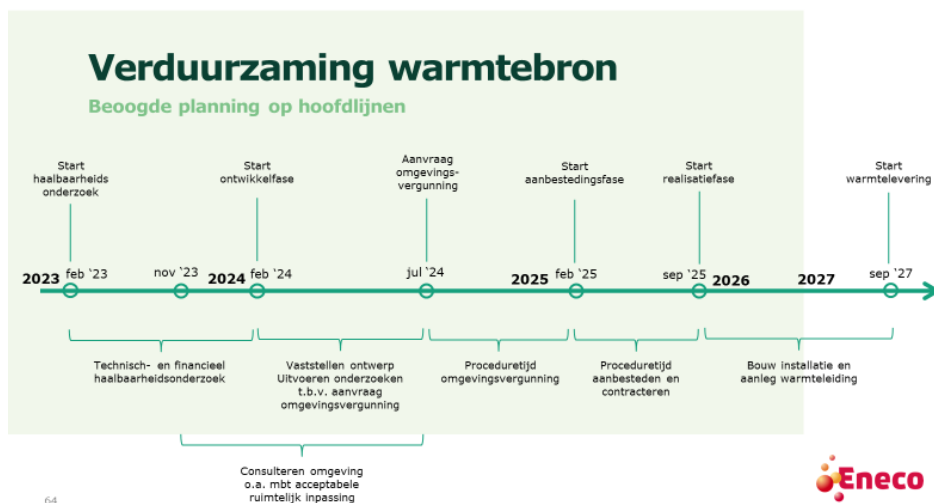 Verduurzaming warmtebron
Beoogde planning op hoofdlijnen
Start
haalbaarheids
onderzoek
Start
ontwikkelfase
Aanvraag
omgevings-
vergunning
Start
aanbestedingsfase
Start
realisatiefase
Start
warmtelevering
2023 feb ‘23 nov ‘23 2024 feb ‘24 jul ‘24 2025 feb ‘25 sep ‘25 2026 2027 sep ‘27
Technisch- en financieel
haalbaarheidsonderzoek
Vaststellen ontwerp
Uitvoeren onderzoeken
t.b.v. aanvraag
omgevingsvergunning
Proceduretijd
omgevingsvergunning
Proceduretijd
aanbesteden en
contracteren
Bouw installatie en
aanleg warmteleiding
Consulteren omgeving
o.a. mbt acceptabele
ruimtelijk inpassing
64
Eneco